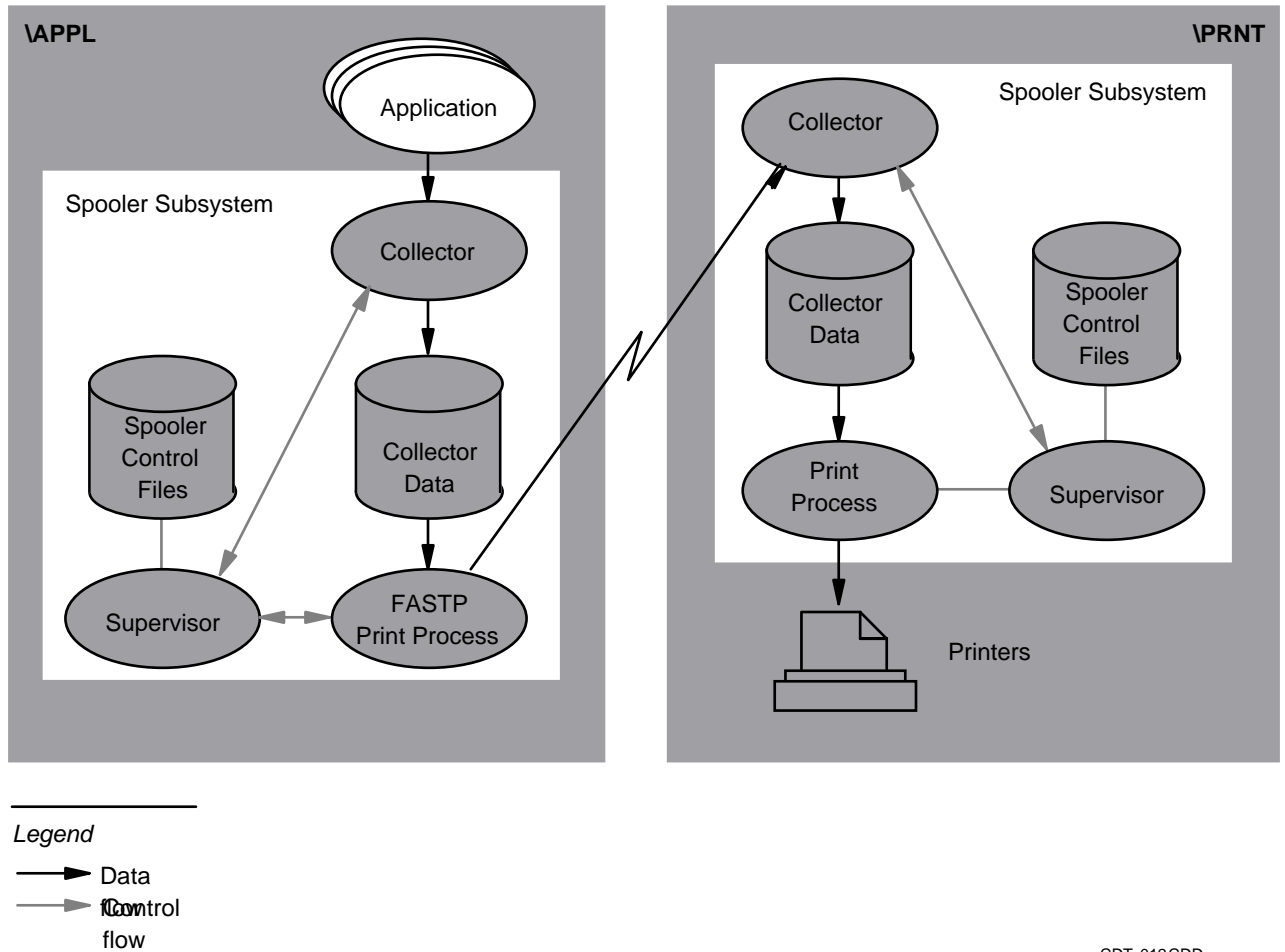 \APPL
Application
Spooler Subsystem
Collector
Spooler
Control
Files
Collector
Data
Supervisor
FASTP
Print Process
\PRNT
Spooler Subsystem
Collector
Collector
Data
Spooler
Control
Files
Print
Process
Supervisor
Printers
Legend
Data
flow
Control
flow